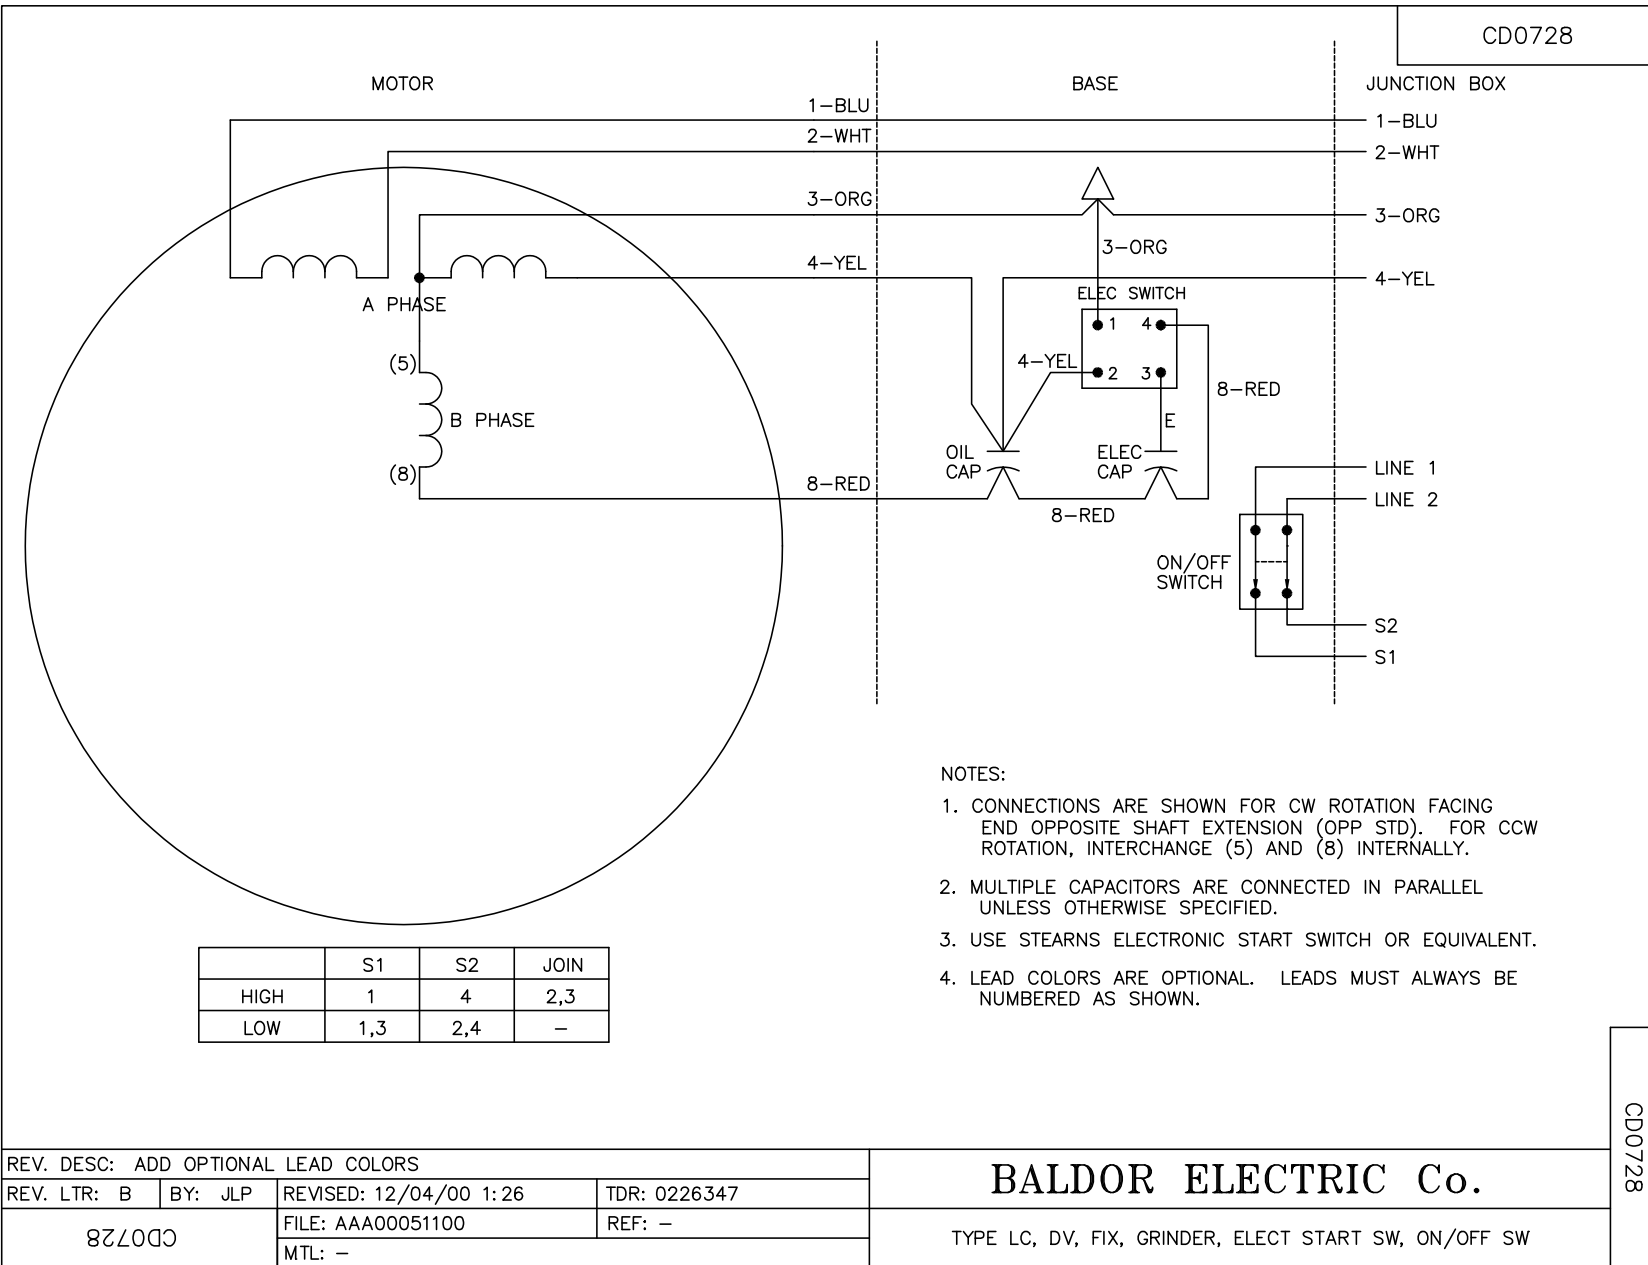 CD0728
MOTOR
BASE
JUNCTION BOX
1-BLU
1-BLU
2-WHT
2-WHT
3-ORG
3-ORG
3-ORG
4-YEL
4-YEL
A PHASE
ELEC SWITCH
1 4
4-YEL
2 3
8-RED
(5)
B PHASE
E
(8)
OIL
CAP
ELEC
CAP
8-RED
8-RED
LINE 1
LINE 2
ON/OFF
SWITCH
S2
S1
NOTES:
1. CONNECTIONS ARE SHOWN FOR CW ROTATION FACING
END OPPOSITE SHAFT EXTENSION (OPP STD). FOR CCW
ROTATION, INTERCHANGE (5) AND (8) INTERNALLY.
2. MULTIPLE CAPACITORS ARE CONNECTED IN PARALLEL
UNLESS OTHERWISE SPECIFIED.
3. USE STEARNS ELECTRONIC START SWITCH OR EQUIVALENT.
4. LEAD COLORS ARE OPTIONAL. LEADS MUST ALWAYS BE
NUMBERED AS SHOWN.
S1 S2 JOIN
HIGH 1 4 2,3
LOW 1,3 2,4 –
CD0728
REV. DESC: ADD OPTIONAL LEAD COLORS
REV. LTR: B BY: JLP REVISED: 12/04/00 1:26 TDR: 0226347
CD0728
FILE: AAA00051100 REF: –
MTL: –
BALDOR ELECTRIC Co.
TYPE LC, DV, FIX, GRINDER, ELECT START SW, ON/OFF SW